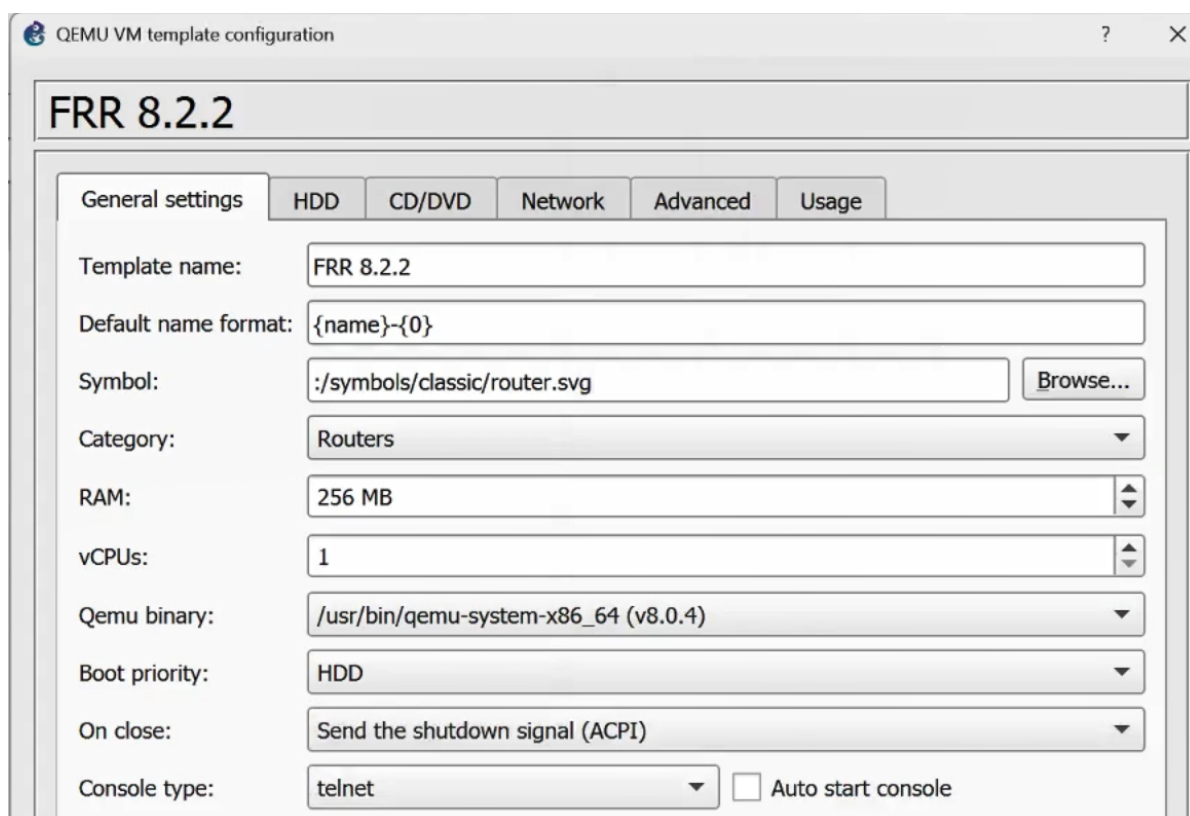 QEMU VM template configuration ? ×
FRR 8.2.2
General settings HDD CD/DVD Network Advanced Usage
Template name: FRR 8.2.2
Default name format: {name}-{0}
Symbol: :/symbols/classic/router.svg Browse...
Category: Routers
RAM: 256 MB
vCPUs: 1
Qemu binary: /usr/bin/qemu-system-x86_64 (v8.0.4)
Boot priority: HDD
On close: Send the shutdown signal (ACPI)
Console type: telnet Auto start console